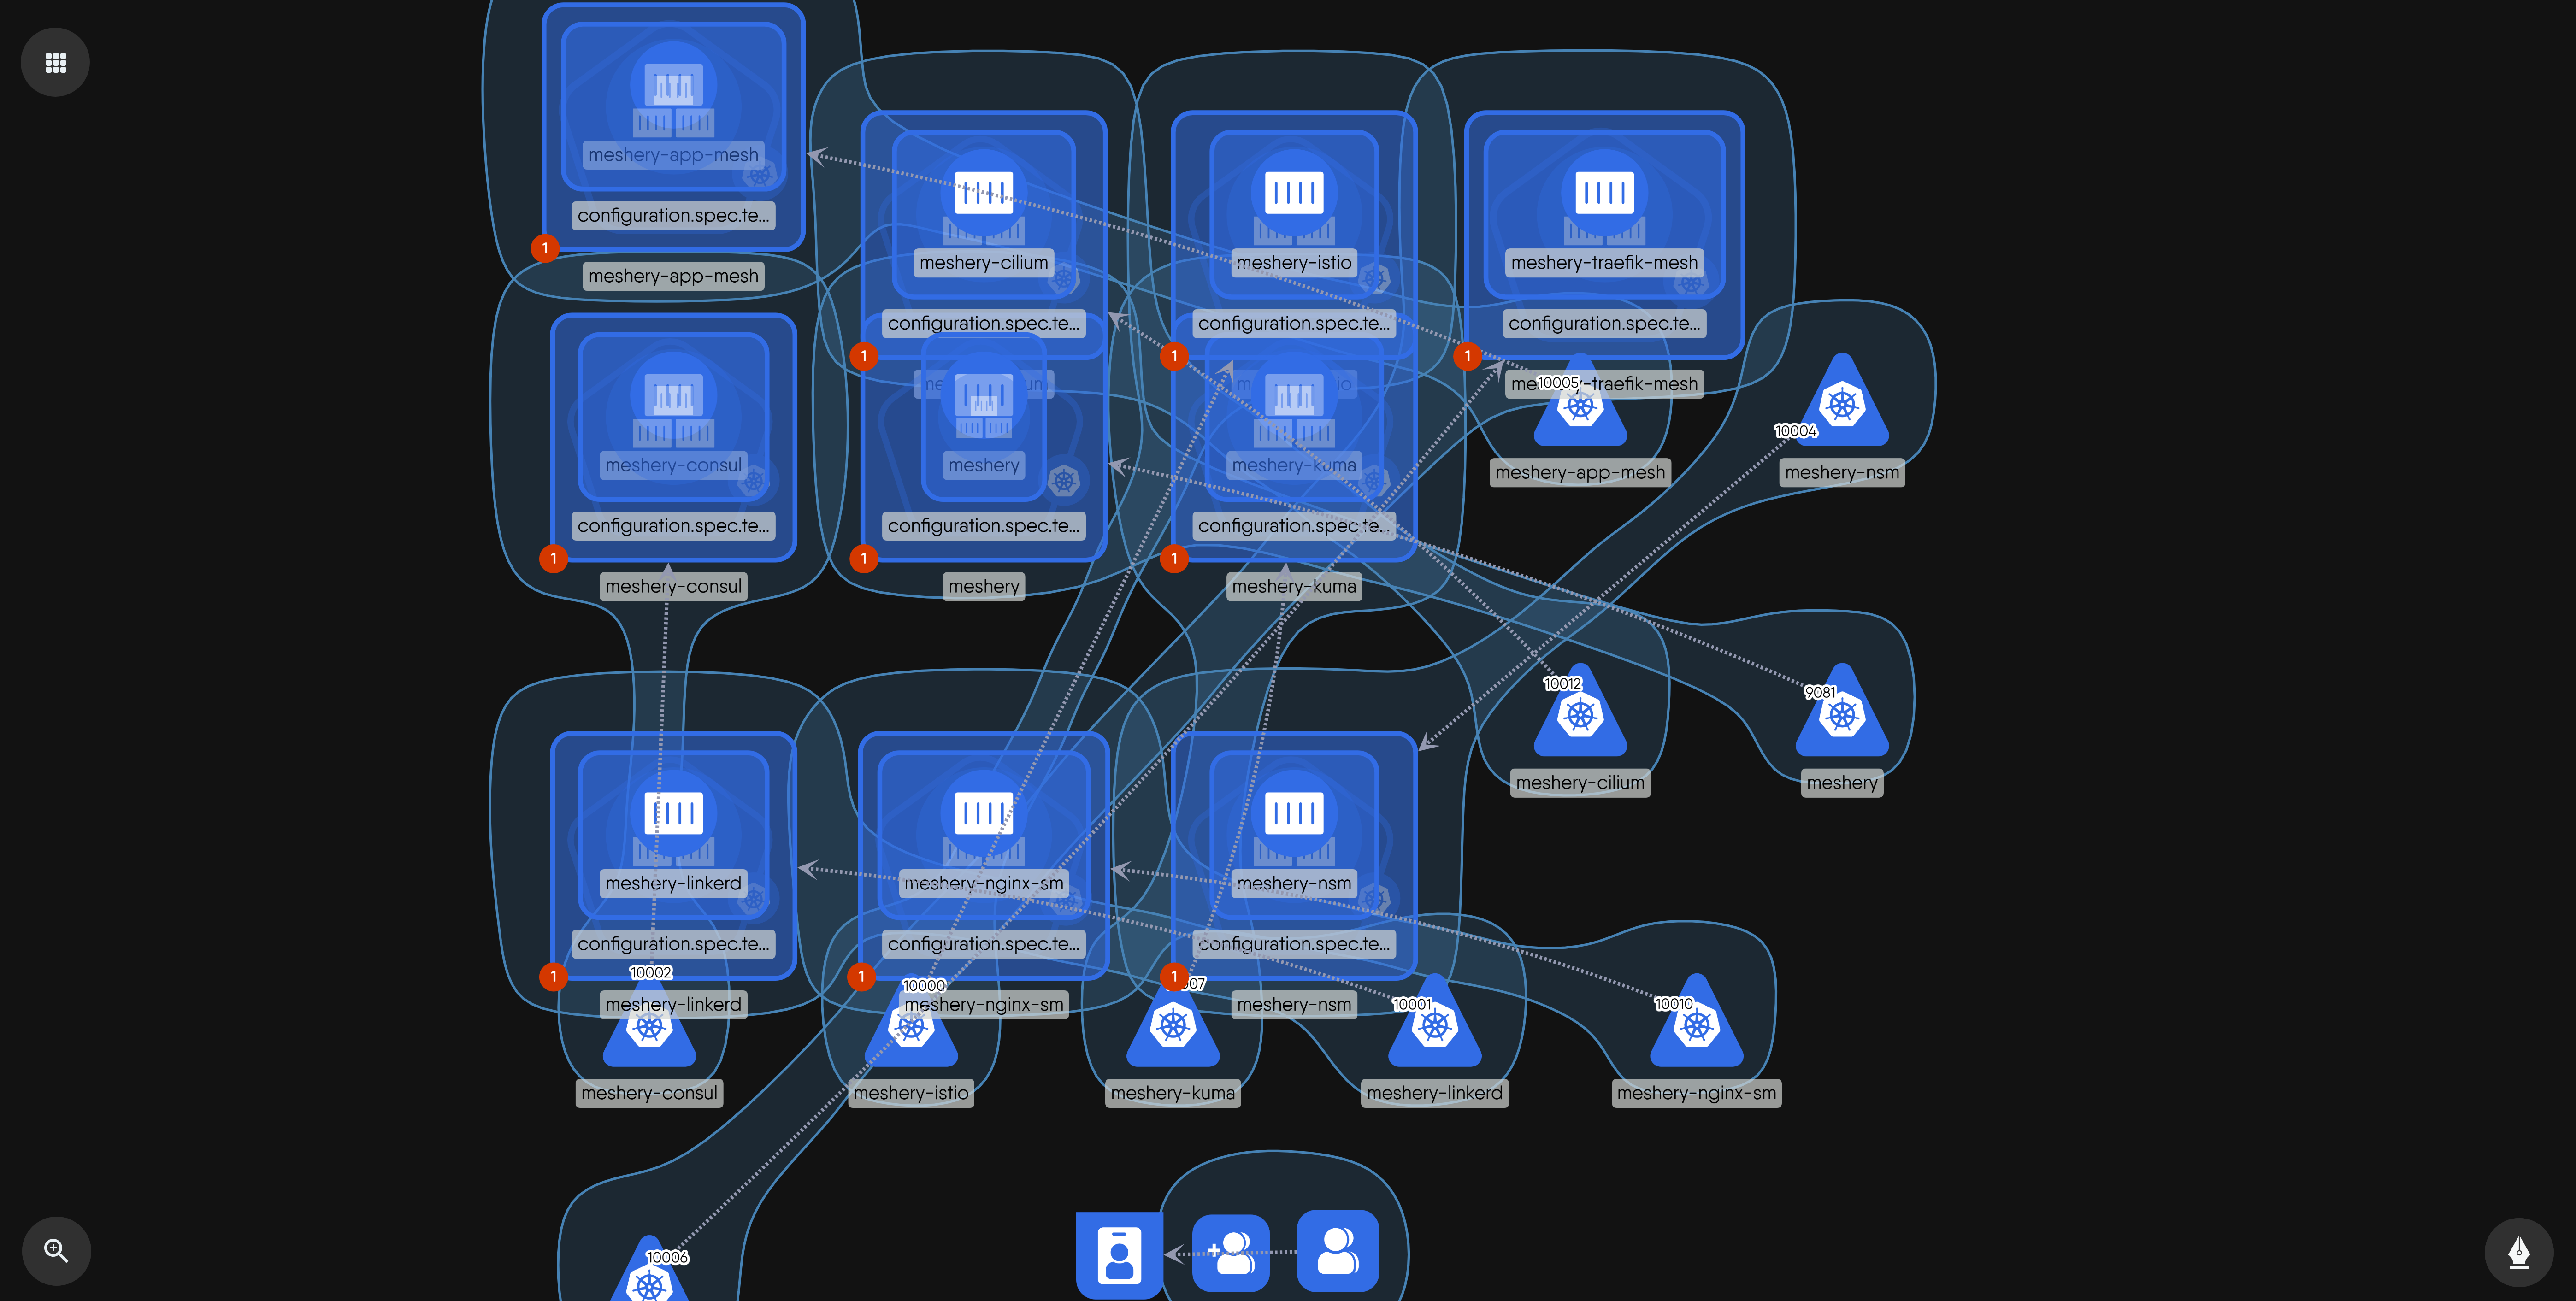 meshery-app-mesh
configuration.spec.te...
1
meshery-app-mesh
meshery-cilium
configuration.spec.te...
1
meshery-istio
configuration.spec.te...
1
meshery-traefik-mesh
configuration.spec.te...
1
10005
meshery-app-mesh
10004
meshery-nsm
meshery-consul
configuration.spec.te...
1
meshery-consul
meshery
configuration.spec.te...
1
meshery
meshery-kuma
configuration.spec.te...
1
meshery-kuma
10012
meshery-cilium
9081
meshery
meshery-linkerd
configuration.spec.te...
1
meshery-linkerd
meshery-nginx-sm
configuration.spec.te...
1
meshery-nginx-sm
meshery-nsm
configuration.spec.te...
1
meshery-nsm
10002
meshery-consul
10000
meshery-istio
meshery-kuma
10001
meshery-linkerd
10010
meshery-nginx-sm
10006